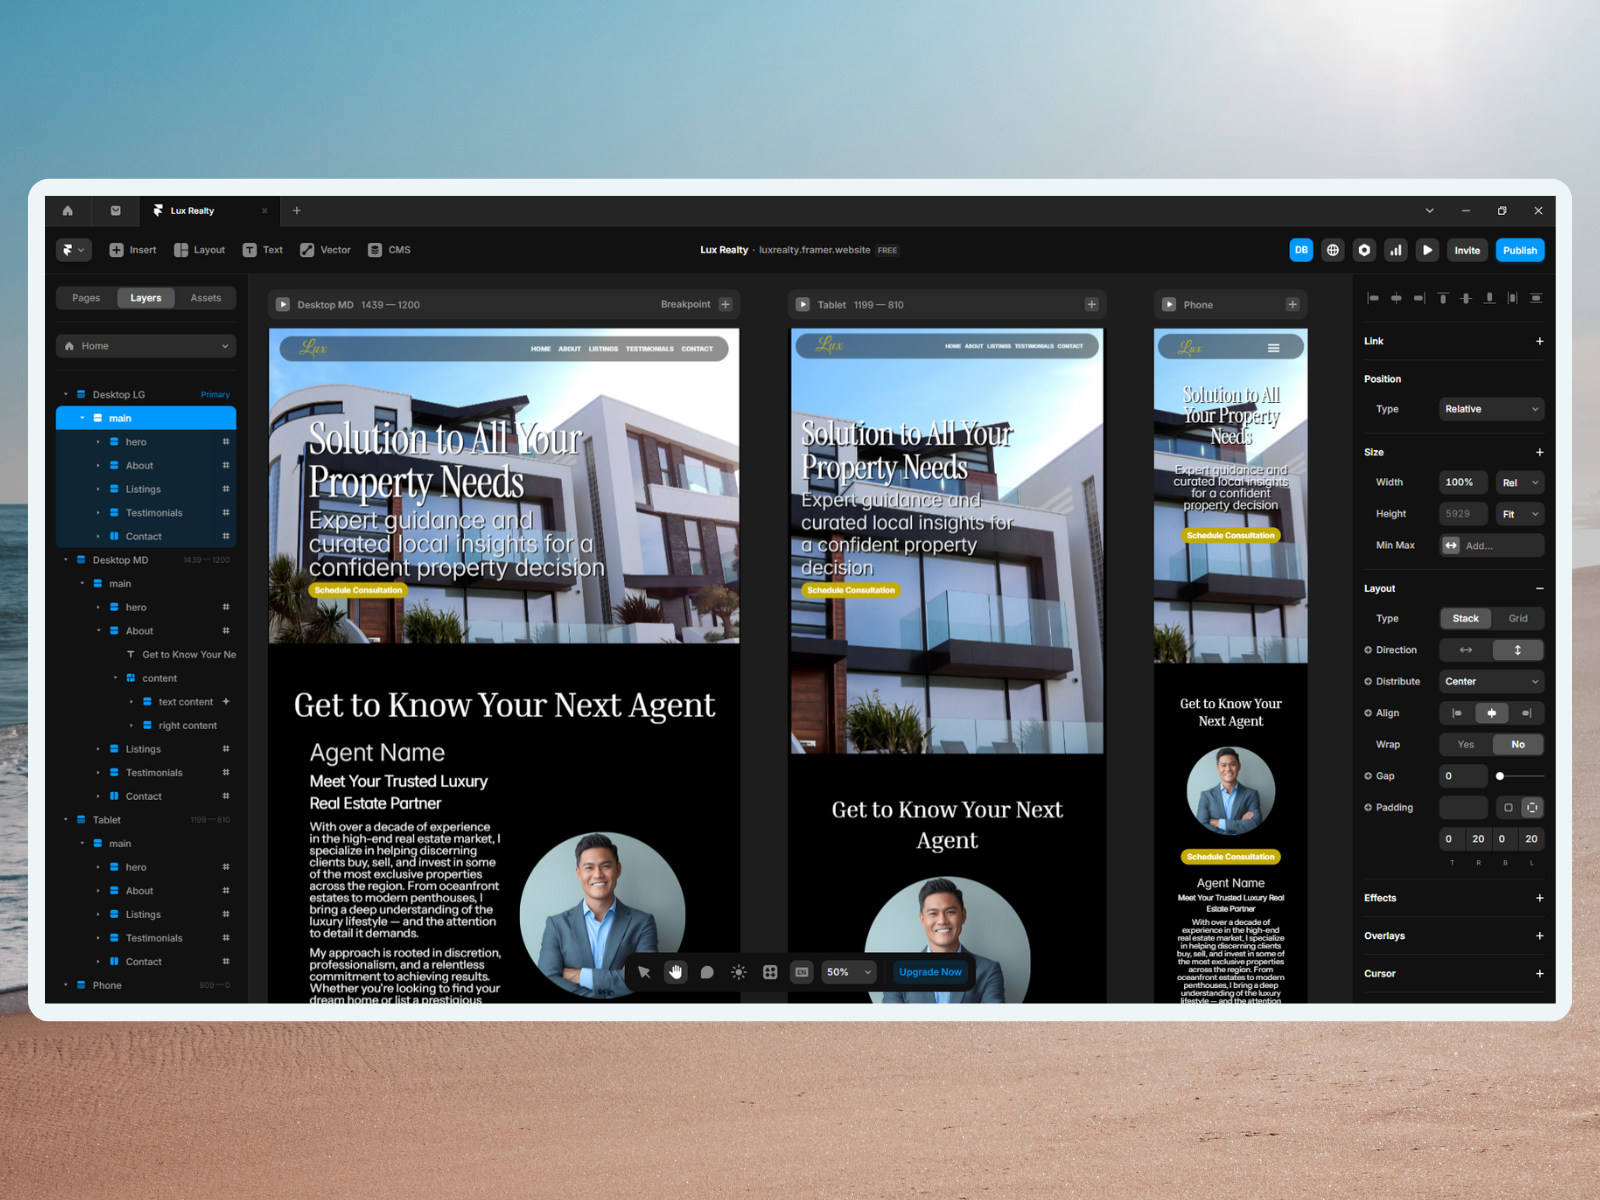 Lux Realty
Insert
Layout
Text
Vector
CMS
Lux Realty · luxrealty.framer.website FREE
DB
Invite
Publish
Pages
Layers
Assets
Home
Desktop LG Primary
main
hero
About
Listings
Testimonials
Contact
Desktop MD 1439 — 1200
main
hero
About
Get to Know Your Ne
content
text content
right content
Listings
Testimonials
Contact
Tablet 1199 — 810
main
hero
About
Listings
Testimonials
Contact
Phone 809 — 0
Desktop MD 1439 — 1200 Breakpoint
Lux
HOME ABOUT LISTINGS TESTIMONIALS CONTACT
Solution to All Your
Property Needs
Expert guidance and
curated local insights for a
confident property decision
Schedule Consultation
Get to Know Your Next Agent
Agent Name
Meet Your Trusted Luxury
Real Estate Partner
With over a decade of experience
in the high-end real estate market, I
specialize in helping discerning
clients buy, sell, and invest in some
of the most exclusive properties
across the region. From oceanfront
estates to modern penthouses, I
bring a deep understanding of the
luxury lifestyle — and the attention
to detail it demands.
My approach is rooted in discretion,
professionalism, and a relentless
commitment to achieving results.
Whether you're looking to find your
dream home or list a prestigious
Tablet 1199 — 810
Lux
HOME ABOUT LISTINGS TESTIMONIALS CONTACT
Solution to All Your
Property Needs
Expert guidance and
curated local insights for
a confident property
decision
Schedule Consultation
Get to Know Your Next
Agent
Phone
Lux
Solution to All
Your Property
Needs
Expert guidance and
curated local insights
for a confident
property decision
Schedule Consultation
Get to Know Your
Next Agent
Schedule Consultation
Agent Name
Meet Your Trusted Luxury Real
Estate Partner
With over a decade of
experience in the high-end
real estate market, I specialize
in helping discerning clients
buy, sell, and invest in some of
the most exclusive properties
across the region. From
oceanfront estates to modern
penthouses, I bring a deep
understanding of the luxury
lifestyle — and the attention
EN
50%
Upgrade Now
Link
Position
Type Relative
Size
Width 100% Rel
Height 5929 Fit
Min Max Add...
Layout
Type Stack Grid
Direction
Distribute Center
Align
Wrap Yes No
Gap 0
Padding
0 20 0 20
T R B L
Effects
Overlays
Cursor